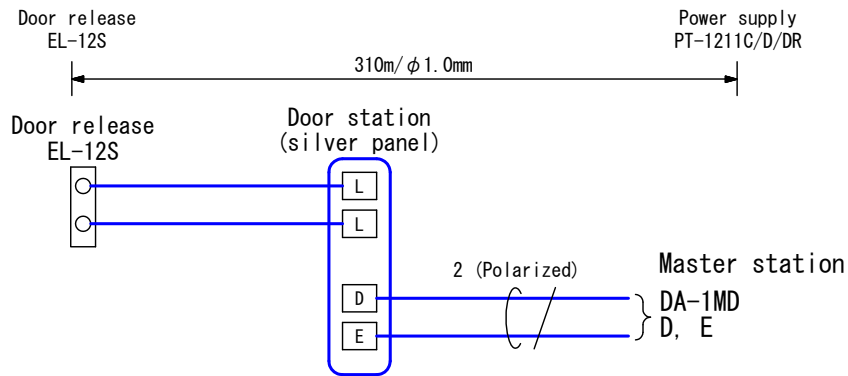 Door release
EL-12S
Power supply
PT-1211C/D/DR
310m/φ1.0mm
Door release
EL-12S
Door station
(silver panel)
L
L
D
E
2 (Polarized)
Master station
DA-1MD
D, E